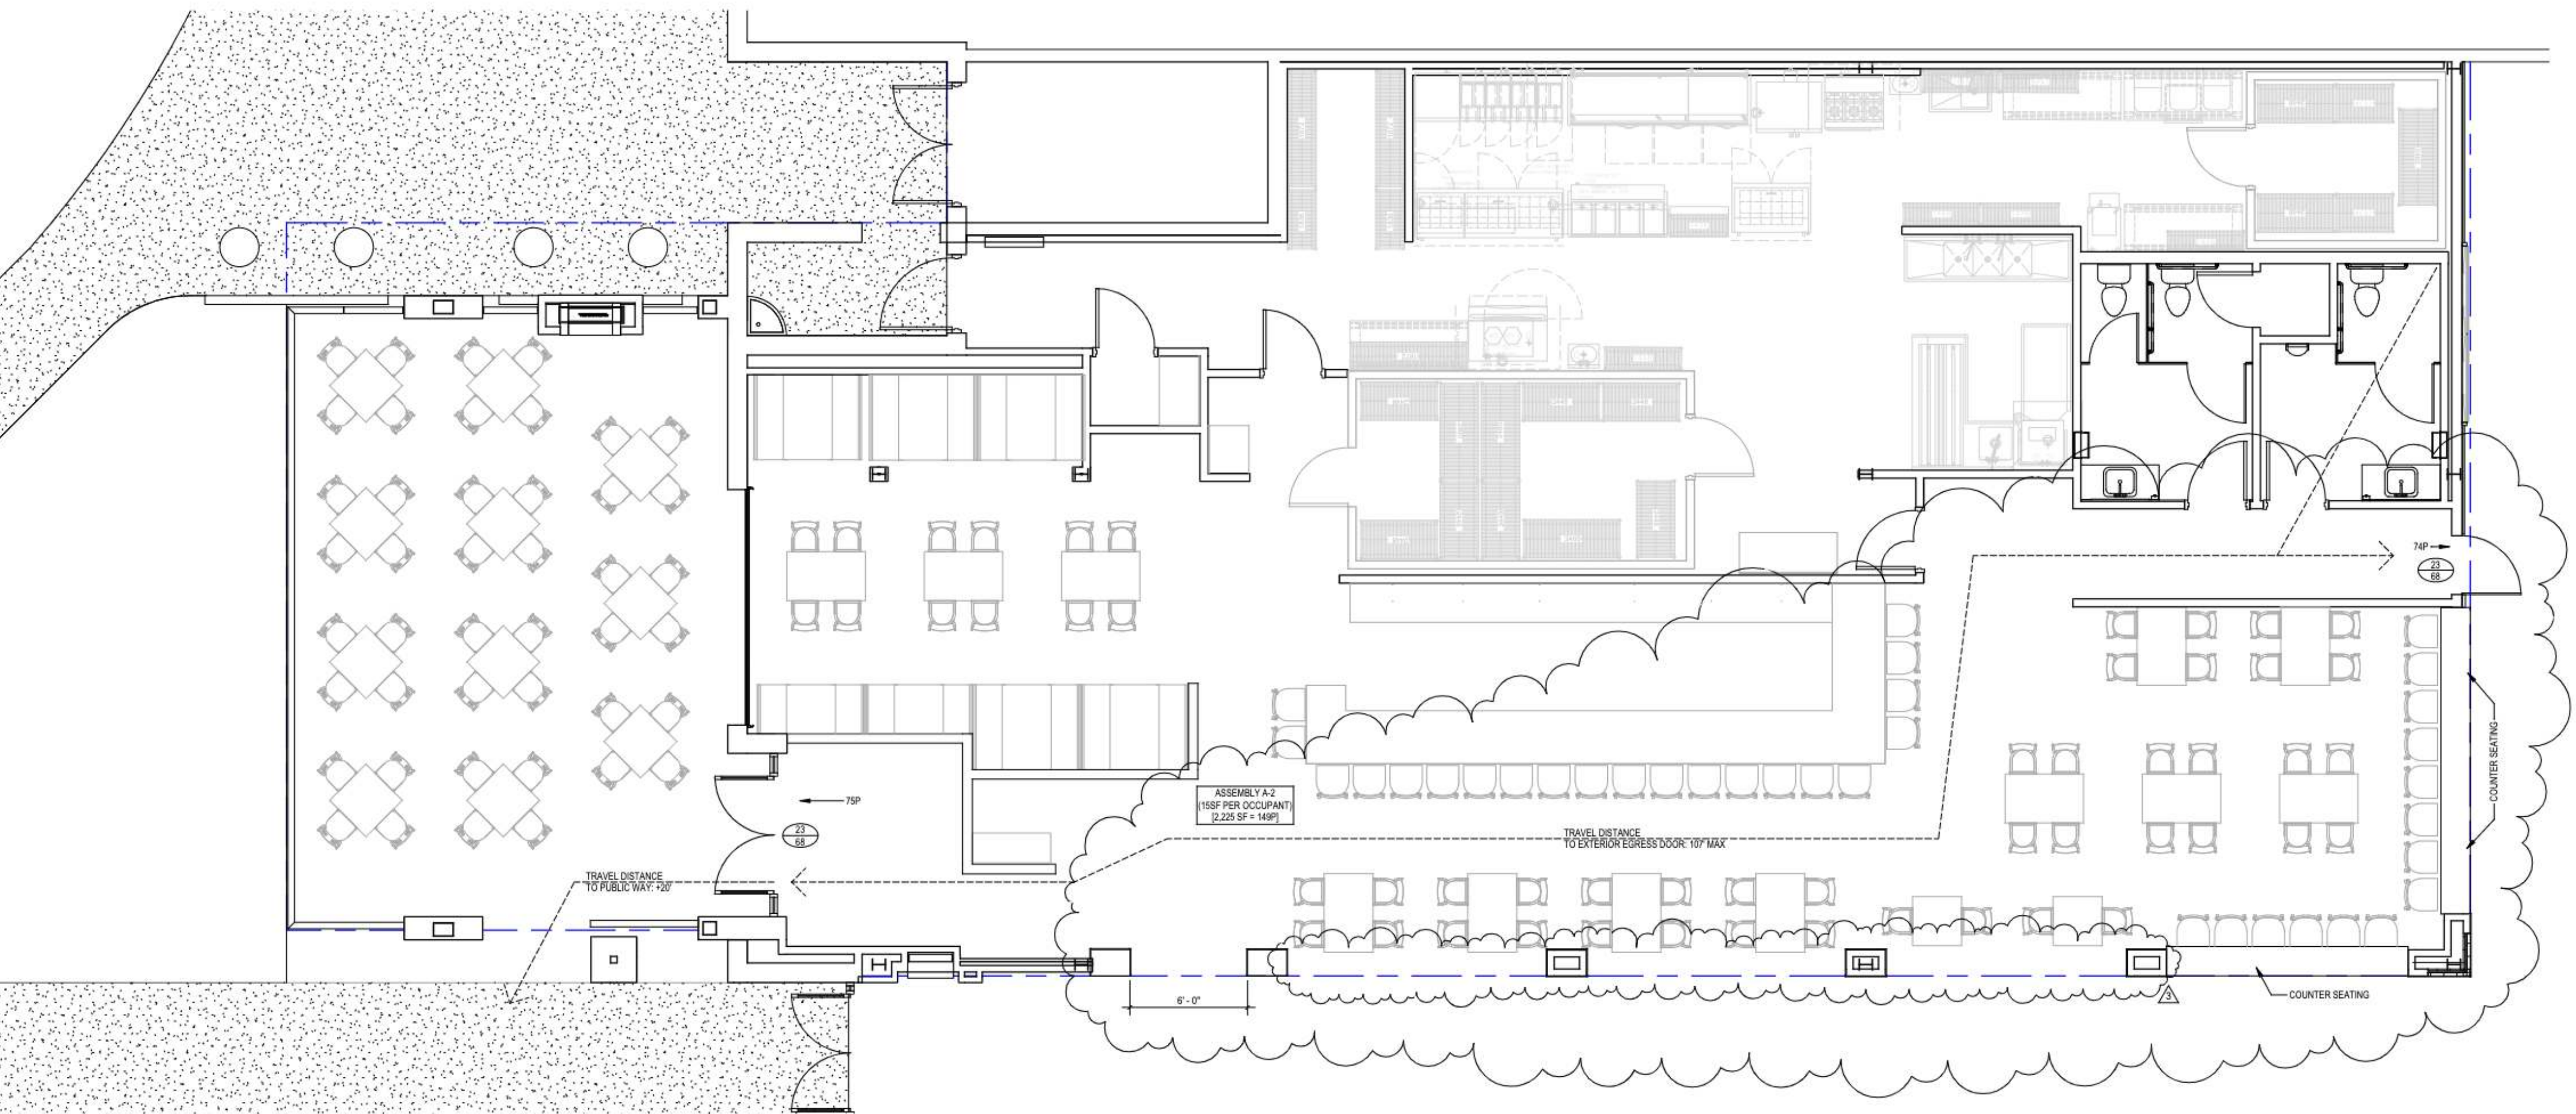 74P
23
68
COUNTER SEATING
75P
23
68
ASSEMBLY A-2
(15SF PER OCCUPANT)
[2,225 SF = 149P]
TRAVEL DISTANCE
TO EXTERIOR EGRESS DOOR: 107' MAX
TRAVEL DISTANCE
TO PUBLIC WAY: +20'
6' - 0"
3
COUNTER SEATING